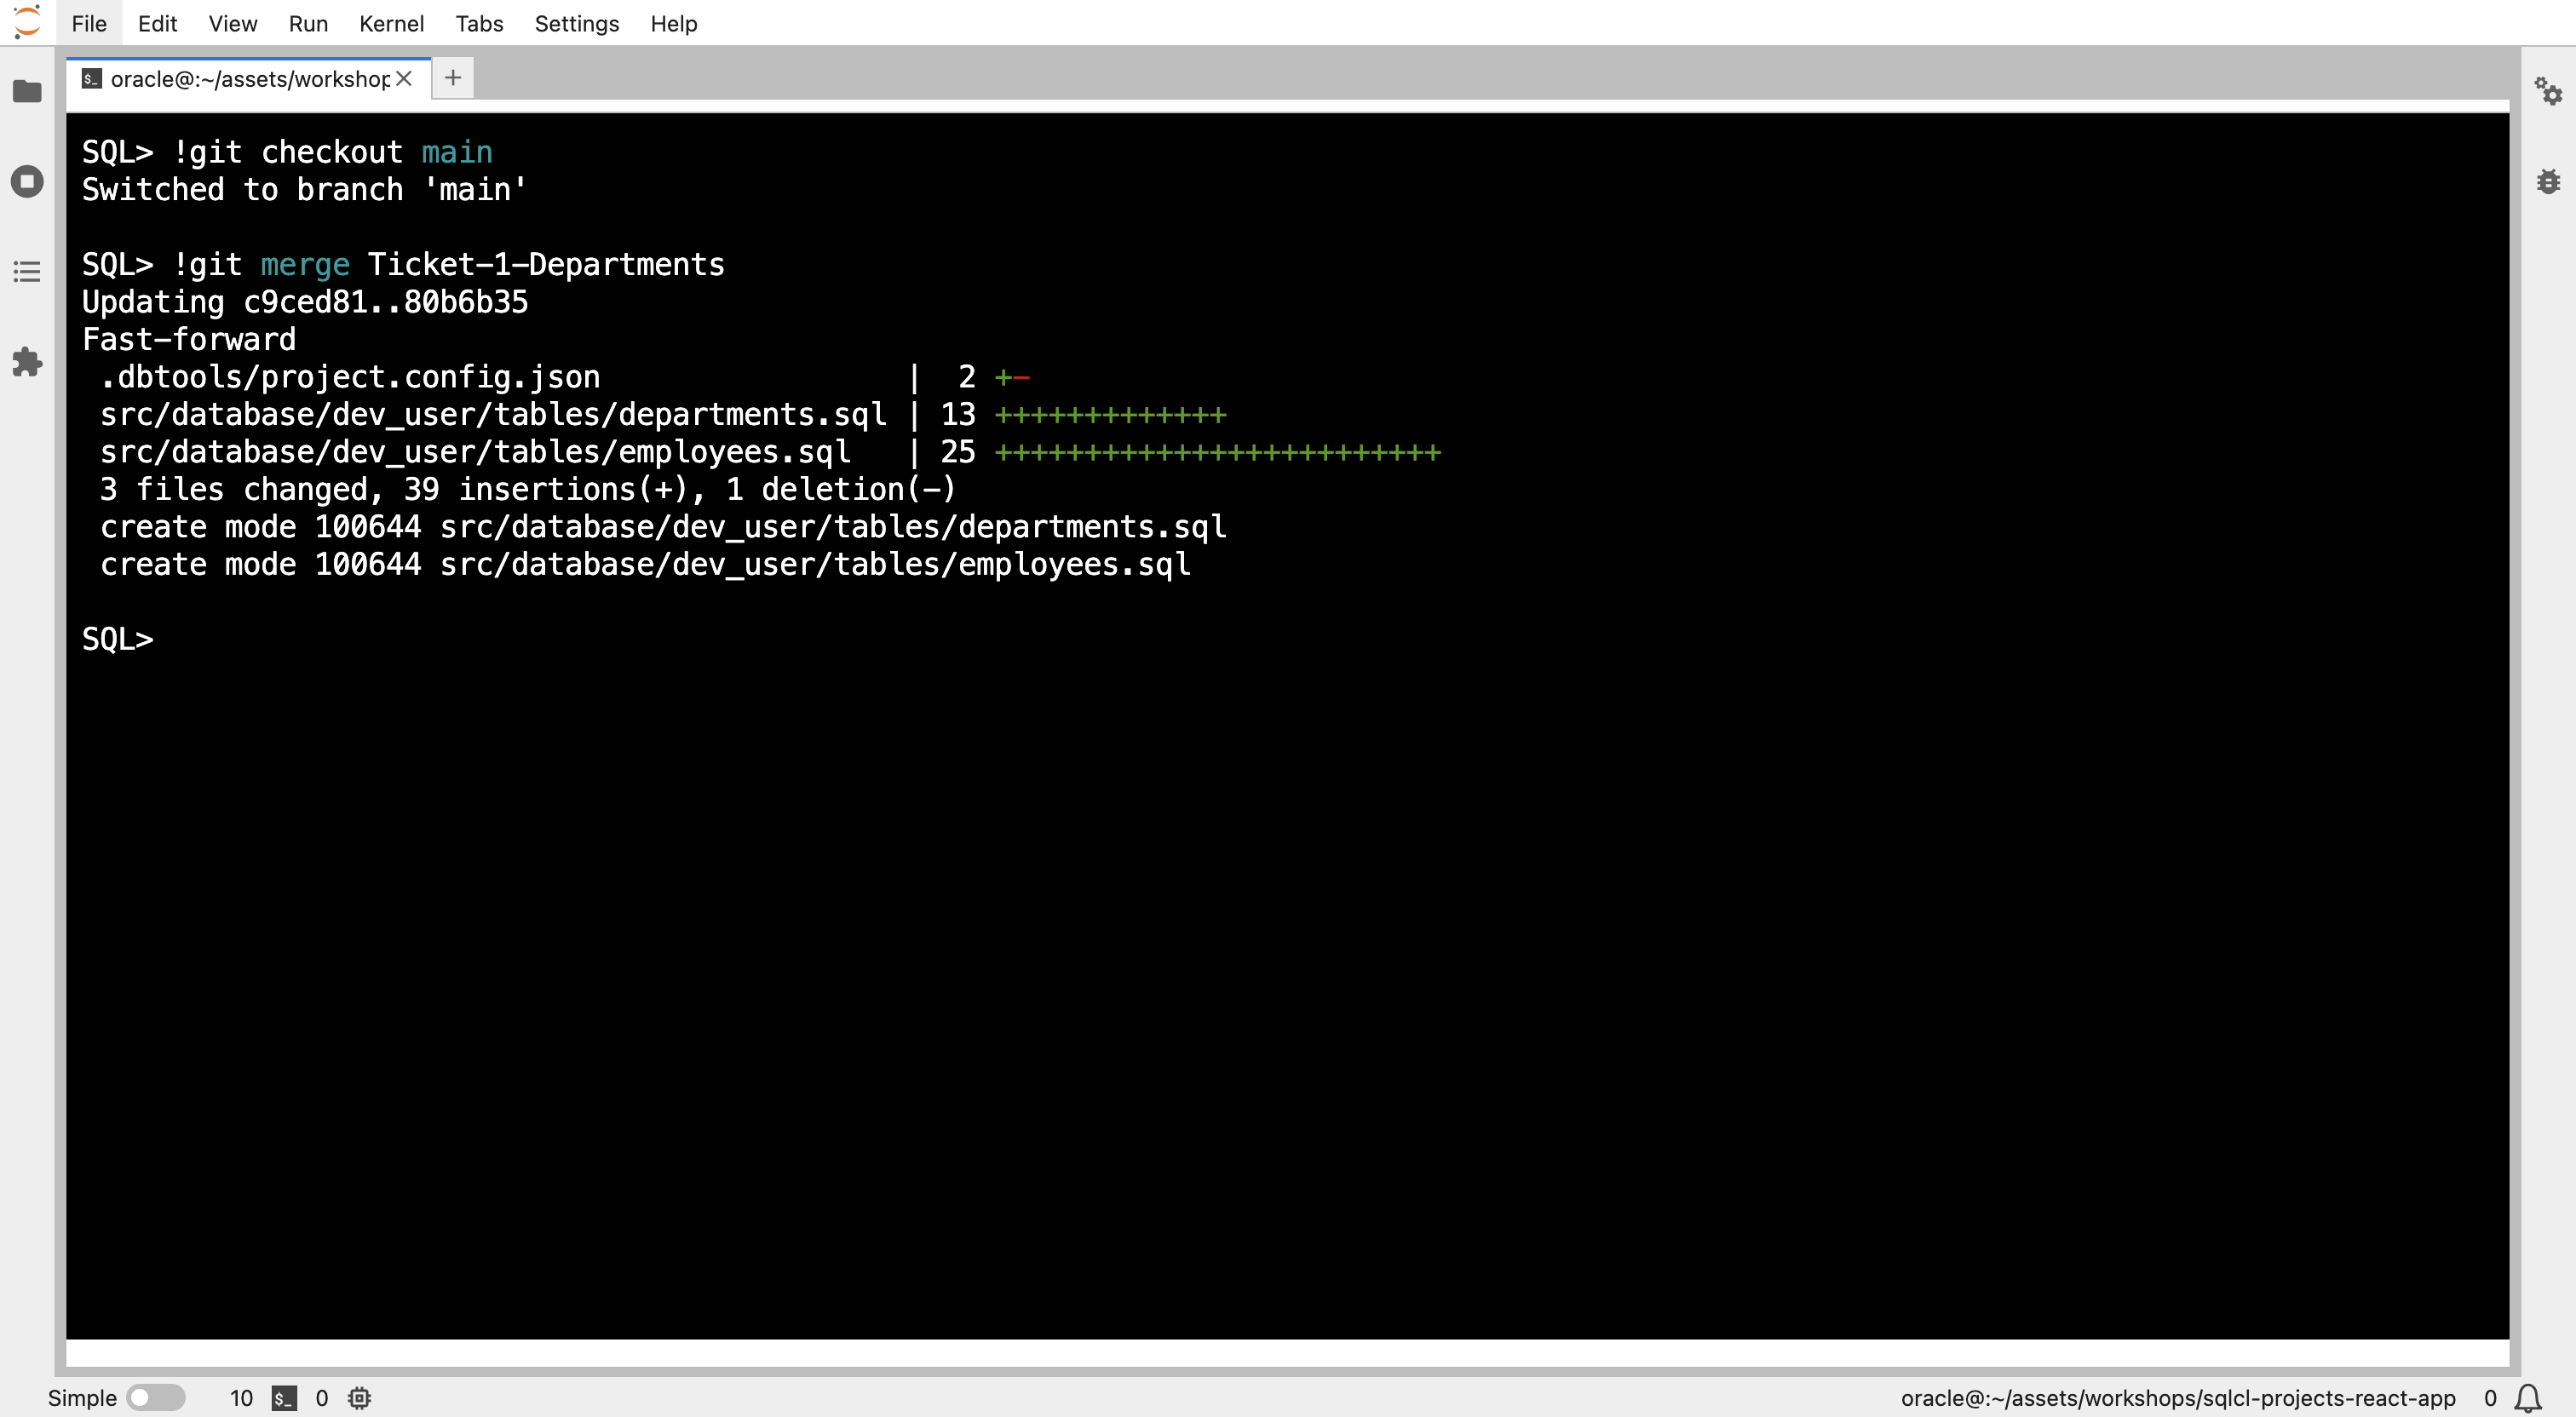 File Edit View Run Kernel Tabs Settings Help
$_ oracle@:~/assets/workshop
SQL> !git checkout main
Switched to branch 'main'
SQL> !git merge Ticket-1-Departments
Updating c9ced81..80b6b35
Fast-forward
 .dbtools/project.config.json                  |  2 +-
 src/database/dev_user/tables/departments.sql | 13 +++++++++++++
 src/database/dev_user/tables/employees.sql   | 25 +++++++++++++++++++++++++
 3 files changed, 39 insertions(+), 1 deletion(-)
 create mode 100644 src/database/dev_user/tables/departments.sql
 create mode 100644 src/database/dev_user/tables/employees.sql
SQL>
Simple 10 $_ 0 oracle@:~/assets/workshops/sqlcl-projects-react-app 0